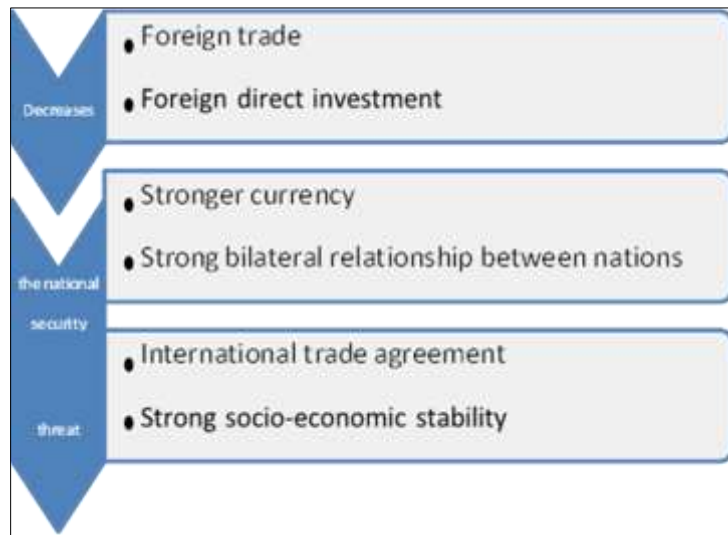 Decreases
• Foreign trade
• Foreign direct investment
the national
security
• Stronger currency
• Strong bilateral relationship between nations
threat
• International trade agreement
• Strong socio-economic stability